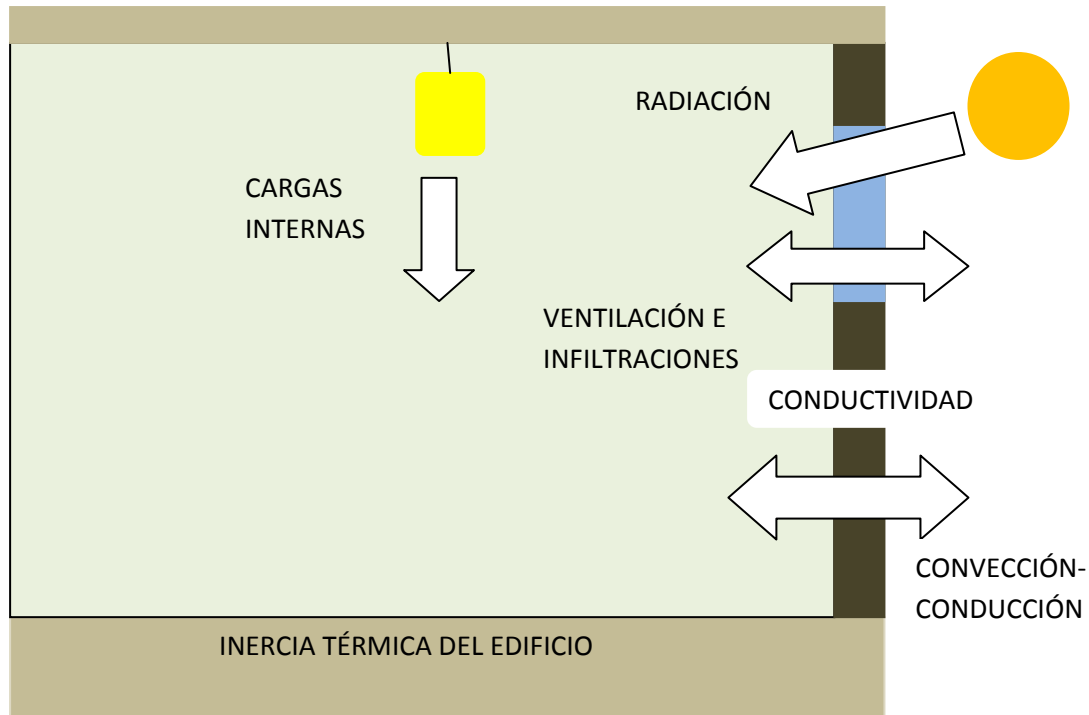 RADIACIÓN
CARGAS
INTERNAS
VENTILACIÓN E
INFILTRACIONES
CONDUCTIVIDAD
CONVECCIÓN-
CONDUCCIÓN
INERCIA TÉRMICA DEL EDIFICIO